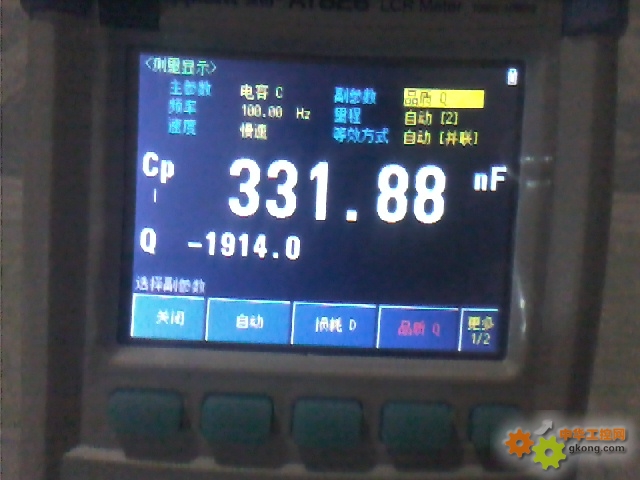 AT826 LCR Meter
<测量显示>
主参数 电容 C 副参数 品质 Q
频率 100.00 Hz 量程 自动 [2]
速度 慢速 等效方式 自动 [并联]
Cp 331.88 nF
Q -1914.0
选择副参数
关闭 自动 损耗 D 品质 Q 更多 1/2
中华工控网
gkong.com